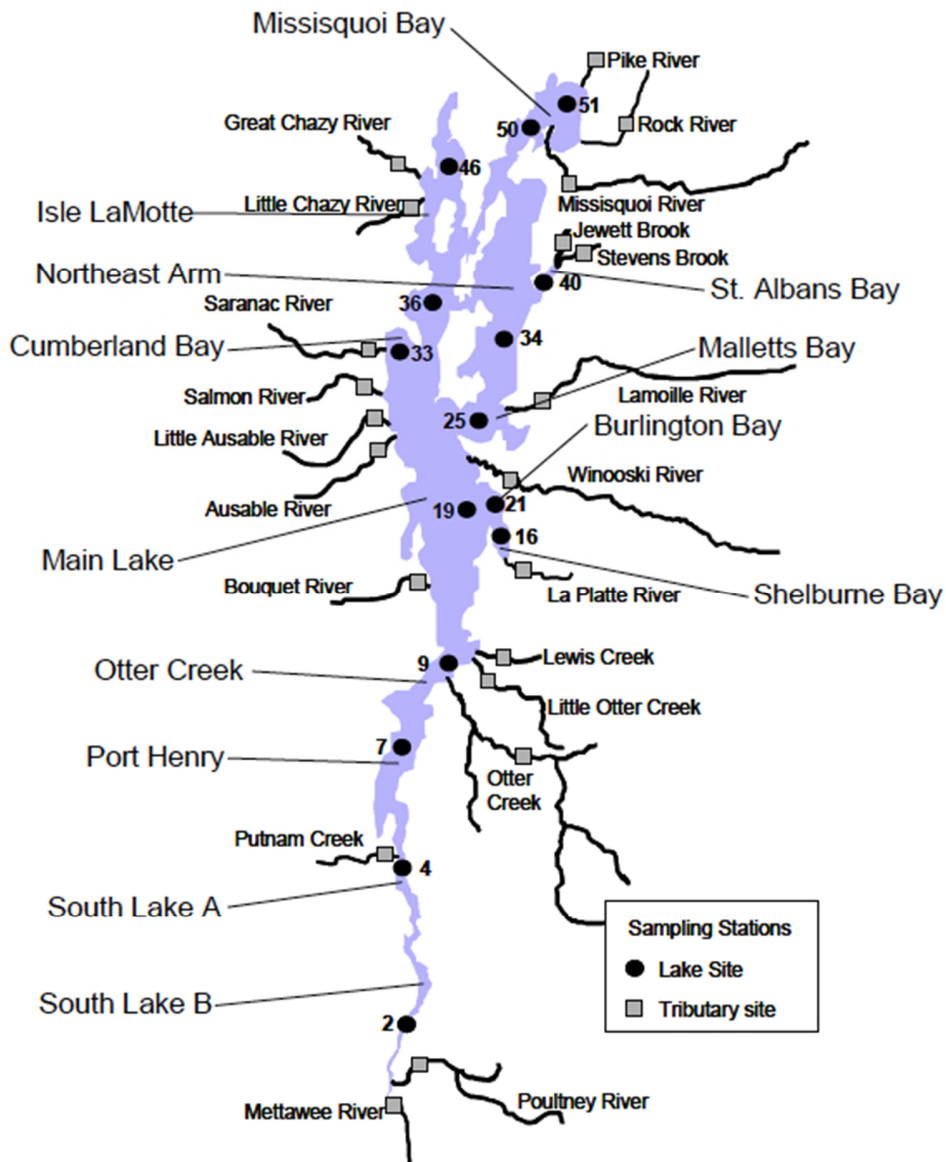 Missisquoi Bay
Pike River
51
50
Rock River
Great Chazy River
46
Little Chazy River
Isle LaMotte
Missisquoi River
Jewett Brook
Stevens Brook
Northeast Arm
40
St. Albans Bay
Saranac River
36
34
Cumberland Bay
33
Malletts Bay
Salmon River
Lamoille River
25
Burlington Bay
Little Ausable River
Winooski River
Ausable River
19
21
16
Main Lake
Bouquet River
La Platte River
Shelburne Bay
Otter Creek
9
Lewis Creek
Little Otter Creek
7
Port Henry
Otter
Creek
Putnam Creek
4
South Lake A
Sampling Stations
Lake Site
Tributary site
South Lake B
2
Mettawee River
Poultney River